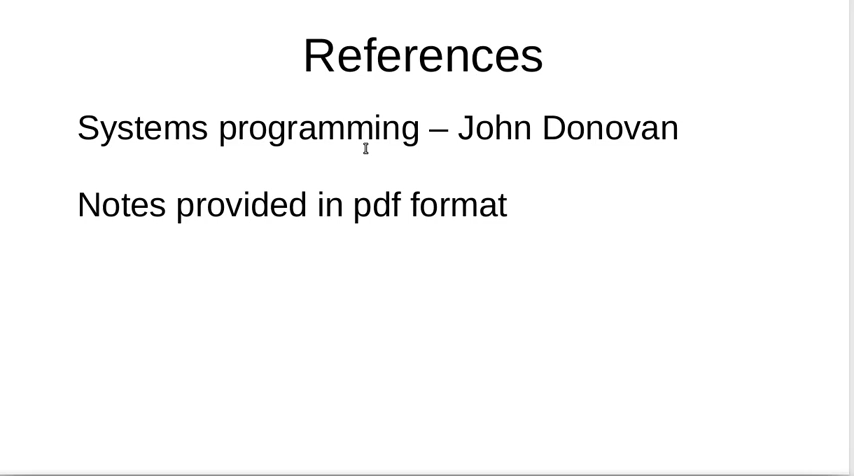 References
Systems programming – John Donovan
Notes provided in pdf format